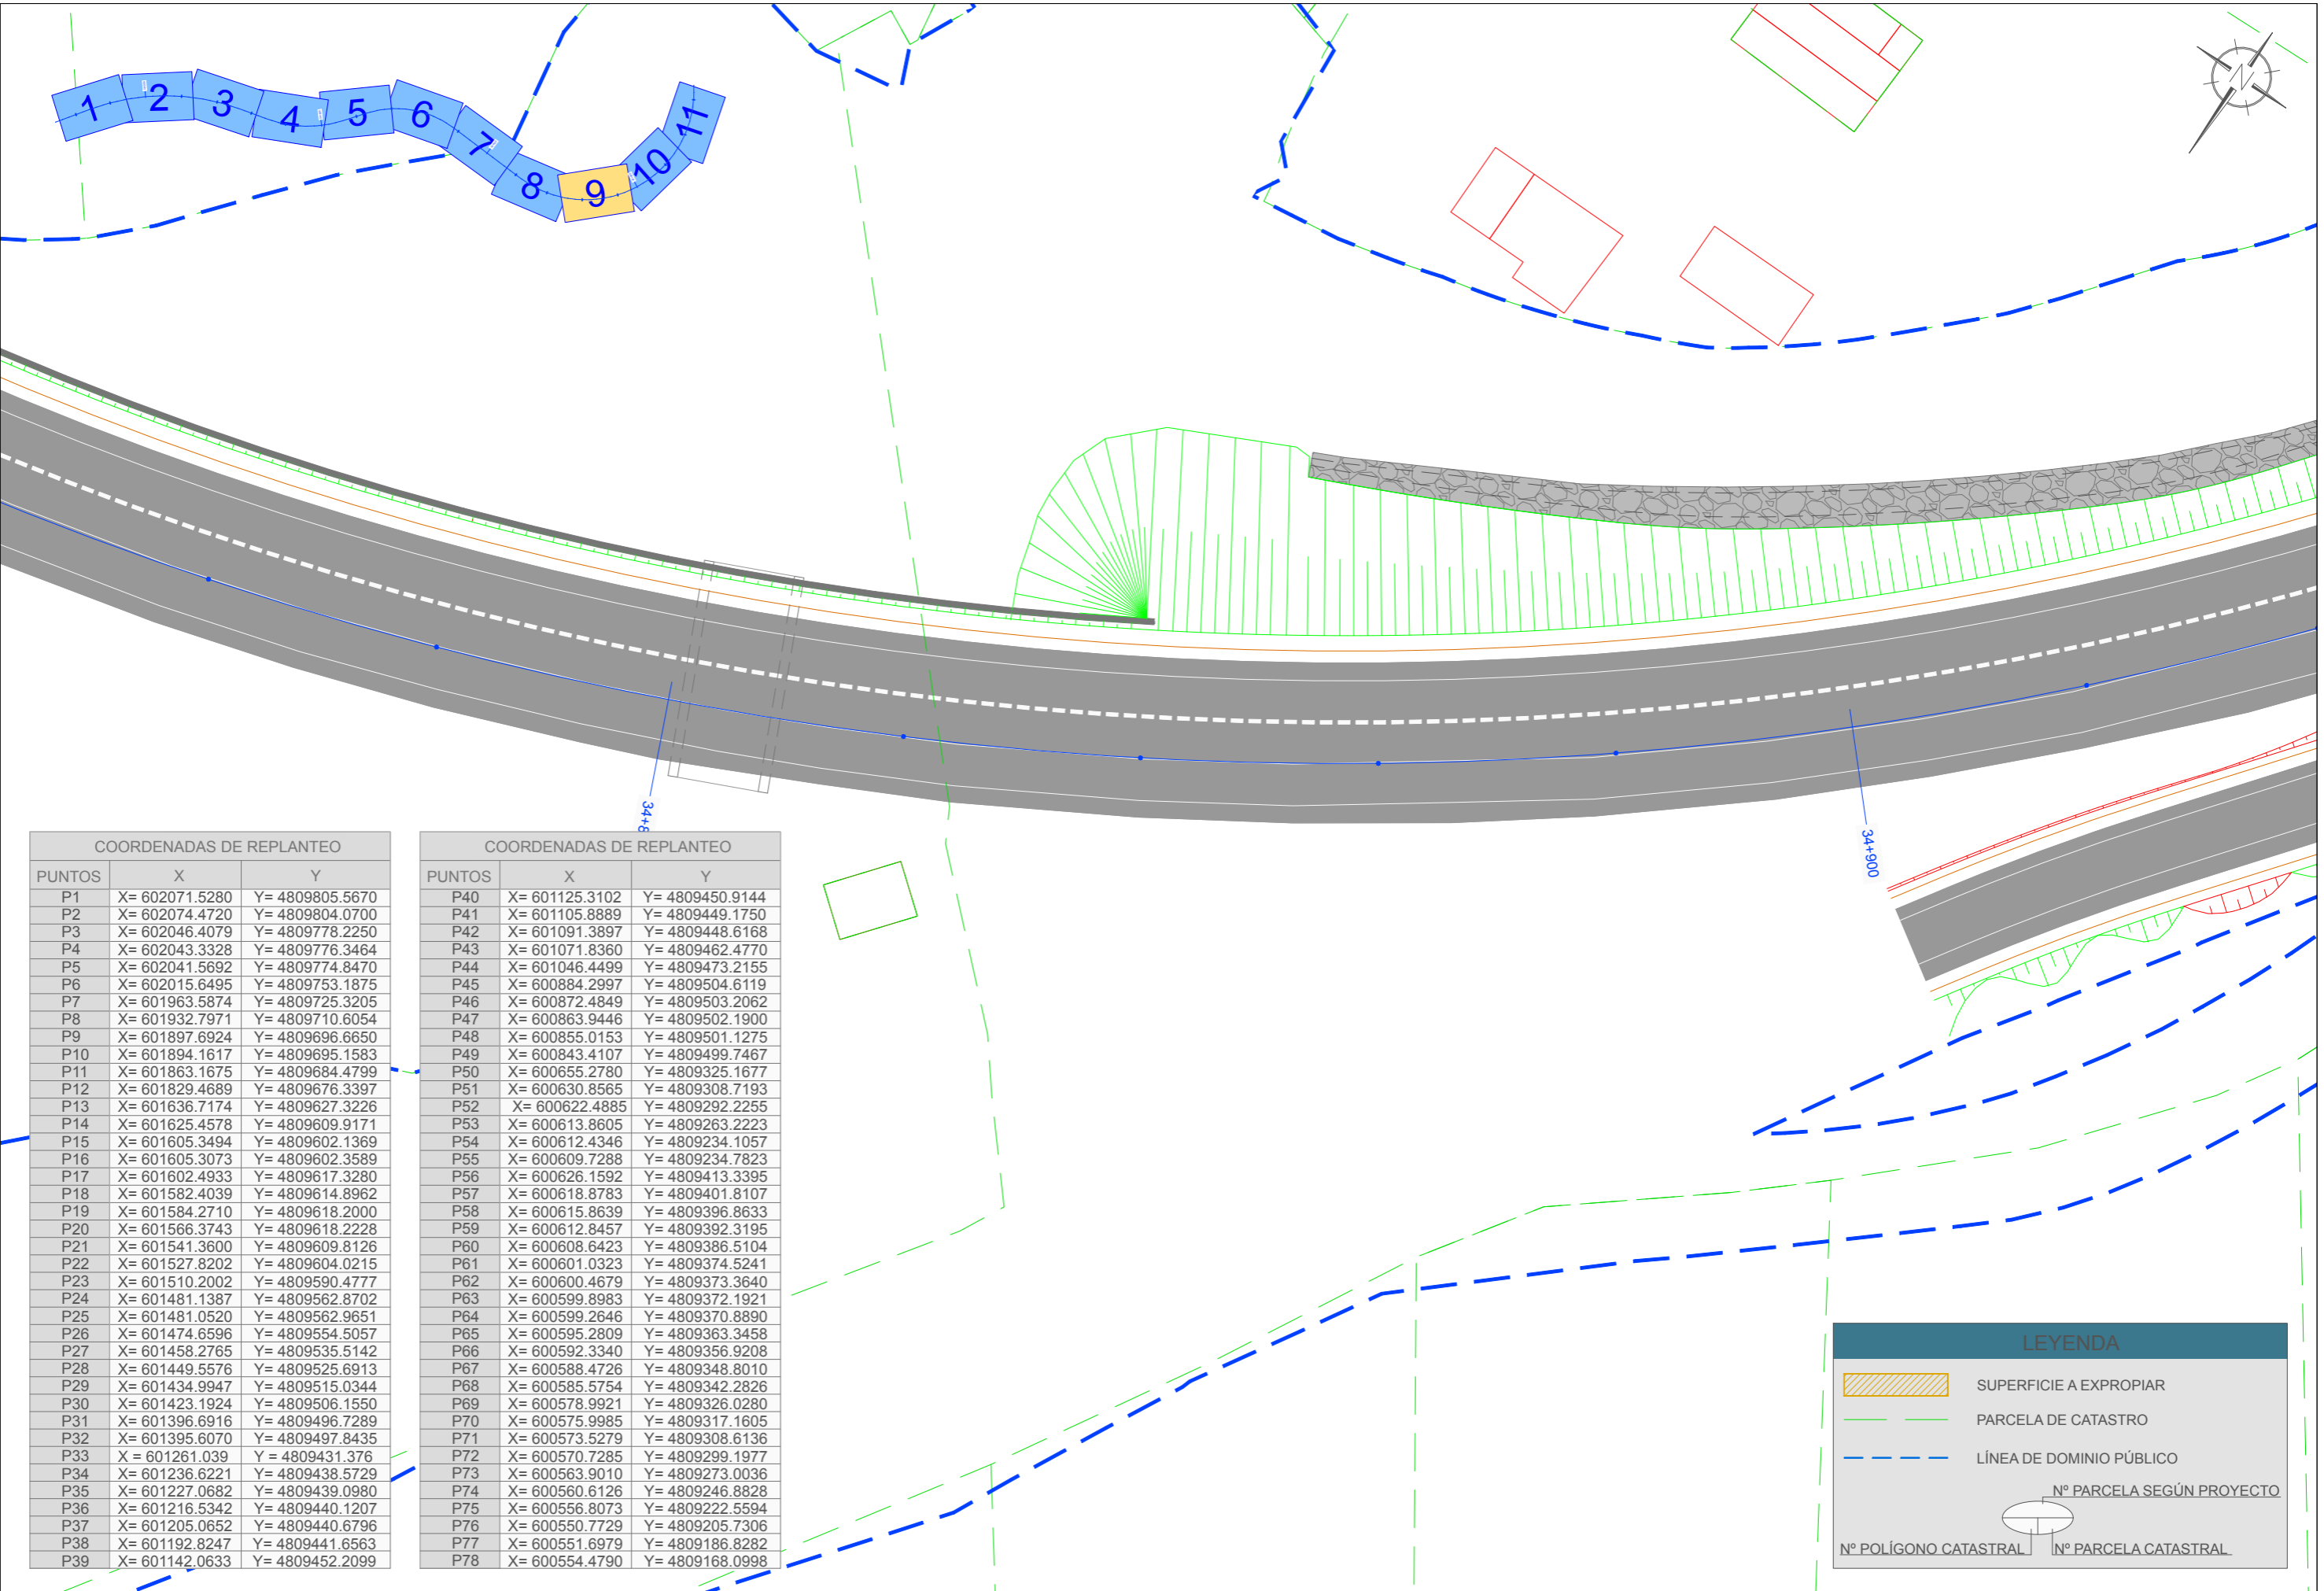 1
2
3
4
5
6
7
8
9
10
11
N
34+8
34+900
COORDENADAS DE REPLANTEO
PUNTOS X Y
P1 X= 602071.5280 Y= 4809805.5670
P2 X= 602074.4720 Y= 4809804.0700
P3 X= 602046.4079 Y= 4809778.2250
P4 X= 602043.3328 Y= 4809776.3464
P5 X= 602041.5692 Y= 4809774.8470
P6 X= 602015.6495 Y= 4809753.1875
P7 X= 601963.5874 Y= 4809725.3205
P8 X= 601932.7971 Y= 4809710.6054
P9 X= 601897.6924 Y= 4809696.6650
P10 X= 601894.1617 Y= 4809695.1583
P11 X= 601863.1675 Y= 4809684.4799
P12 X= 601829.4689 Y= 4809676.3397
P13 X= 601636.7174 Y= 4809627.3226
P14 X= 601625.4578 Y= 4809609.9171
P15 X= 601605.3494 Y= 4809602.1369
P16 X= 601605.3073 Y= 4809602.3589
P17 X= 601602.4933 Y= 4809617.3280
P18 X= 601582.4039 Y= 4809614.8962
P19 X= 601584.2710 Y= 4809618.2000
P20 X= 601566.3743 Y= 4809618.2228
P21 X= 601541.3600 Y= 4809609.8126
P22 X= 601527.8202 Y= 4809604.0215
P23 X= 601510.2002 Y= 4809590.4777
P24 X= 601481.1387 Y= 4809562.8702
P25 X= 601481.0520 Y= 4809562.9651
P26 X= 601474.6596 Y= 4809554.5057
P27 X= 601458.2765 Y= 4809535.5142
P28 X= 601449.5576 Y= 4809525.6913
P29 X= 601434.9947 Y= 4809515.0344
P30 X= 601423.1924 Y= 4809506.1550
P31 X= 601396.6916 Y= 4809496.7289
P32 X= 601395.6070 Y= 4809497.8435
P33 X = 601261.039 Y = 4809431.376
P34 X= 601236.6221 Y= 4809438.5729
P35 X= 601227.0682 Y= 4809439.0980
P36 X= 601216.5342 Y= 4809440.1207
P37 X= 601205.0652 Y= 4809440.6796
P38 X= 601192.8247 Y= 4809441.6563
P39 X= 601142.0633 Y= 4809452.2099
COORDENADAS DE REPLANTEO
PUNTOS X Y
P40 X= 601125.3102 Y= 4809450.9144
P41 X= 601105.8889 Y= 4809449.1750
P42 X= 601091.3897 Y= 4809448.6168
P43 X= 601071.8360 Y= 4809462.4770
P44 X= 601046.4499 Y= 4809473.2155
P45 X= 600884.2997 Y= 4809504.6119
P46 X= 600872.4849 Y= 4809503.2062
P47 X= 600863.9446 Y= 4809502.1900
P48 X= 600855.0153 Y= 4809501.1275
P49 X= 600843.4107 Y= 4809499.7467
P50 X= 600655.2780 Y= 4809325.1677
P51 X= 600630.8565 Y= 4809308.7193
P52 X= 600622.4885 Y= 4809292.2255
P53 X= 600613.8605 Y= 4809263.2223
P54 X= 600612.4346 Y= 4809234.1057
P55 X= 600609.7288 Y= 4809234.7823
P56 X= 600626.1592 Y= 4809413.3395
P57 X= 600618.8783 Y= 4809401.8107
P58 X= 600615.8639 Y= 4809396.8633
P59 X= 600612.8457 Y= 4809392.3195
P60 X= 600608.6423 Y= 4809386.5104
P61 X= 600601.0323 Y= 4809374.5241
P62 X= 600600.4679 Y= 4809373.3640
P63 X= 600599.8983 Y= 4809372.1921
P64 X= 600599.2646 Y= 4809370.8890
P65 X= 600595.2809 Y= 4809363.3458
P66 X= 600592.3340 Y= 4809356.9208
P67 X= 600588.4726 Y= 4809348.8010
P68 X= 600585.5754 Y= 4809342.2826
P69 X= 600578.9921 Y= 4809326.0280
P70 X= 600575.9985 Y= 4809317.1605
P71 X= 600573.5279 Y= 4809308.6136
P72 X= 600570.7285 Y= 4809299.1977
P73 X= 600563.9010 Y= 4809273.0036
P74 X= 600560.6126 Y= 4809246.8828
P75 X= 600556.8073 Y= 4809222.5594
P76 X= 600550.7729 Y= 4809205.7306
P77 X= 600551.6979 Y= 4809186.8282
P78 X= 600554.4790 Y= 4809168.0998
LEYENDA
SUPERFICIE A EXPROPIAR
PARCELA DE CATASTRO
LÍNEA DE DOMINIO PÚBLICO
Nº PARCELA SEGÚN PROYECTO
Nº POLÍGONO CATASTRAL
Nº PARCELA CATASTRAL